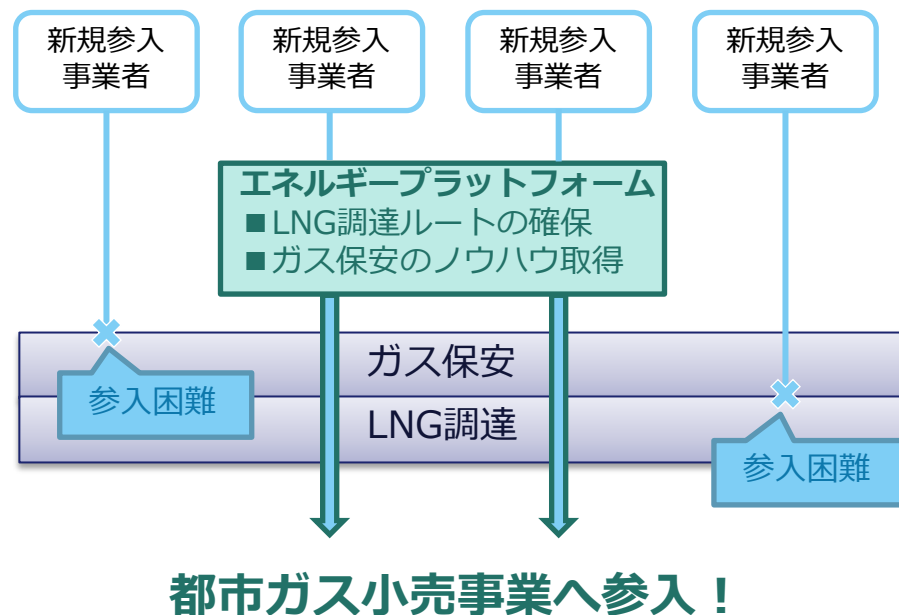 新規参入
事業者
新規参入
事業者
新規参入
事業者
新規参入
事業者
エネルギープラットフォーム
■LNG調達ルートの確保
■ガス保安のノウハウ取得
ガス保安
参入困難
LNG調達
参入困難
都市ガス小売事業へ参入！